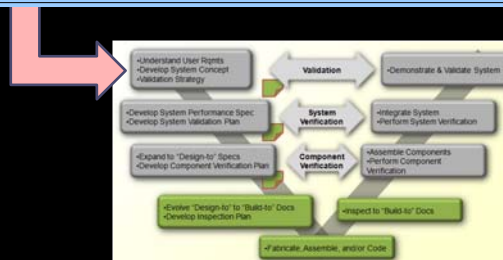 •Understand User Rqmts
•Develop System Concept
•Validation Strategy
Validation
•Demonstrate & Validate System
•Develop System Performance Spec
•Develop System Validation Plan
System
Verification
•Integrate System
•Perform System Verification
•Expand to "Design-to" Specs
•Develop Component Verification Plan
Component
Verification
•Assemble Components
•Perform Component
Verification
•Evolve "Design-to" to "Build-to" Docs
•Develop Inspection Plan
•Inspect to "Build-to" Docs
•Fabricate, Assemble, and/or Code